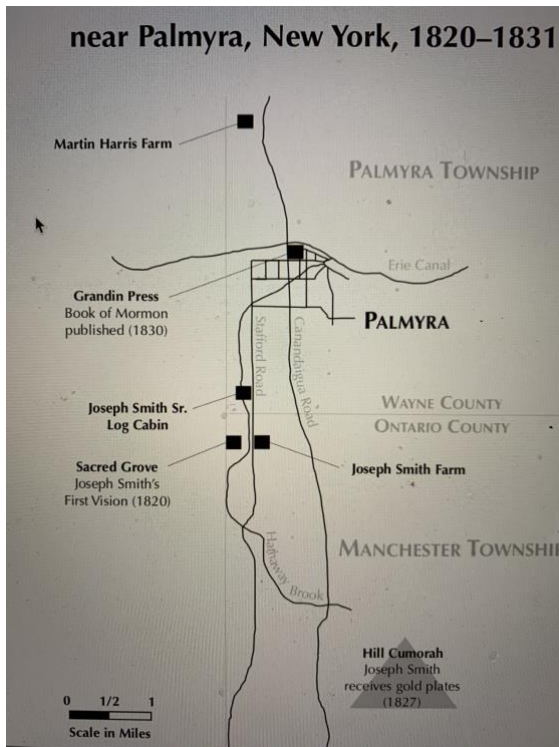 near Palmyra, New York, 1820–1831
Martin Harris Farm
PALMYRA TOWNSHIP
Erie Canal
Grandin Press
Book of Mormon
published (1830)
PALMYRA
Stafford Road
Canandaigua Road
Joseph Smith Sr.
Log Cabin
WAYNE COUNTY
ONTARIO COUNTY
Sacred Grove
Joseph Smith's
First Vision (1820)
Joseph Smith Farm
Hathaway Brook
MANCHESTER TOWNSHI
Hill Cumorah
Joseph Smith
receives gold plates
(1827)
0 1/2 1
Scale in Miles